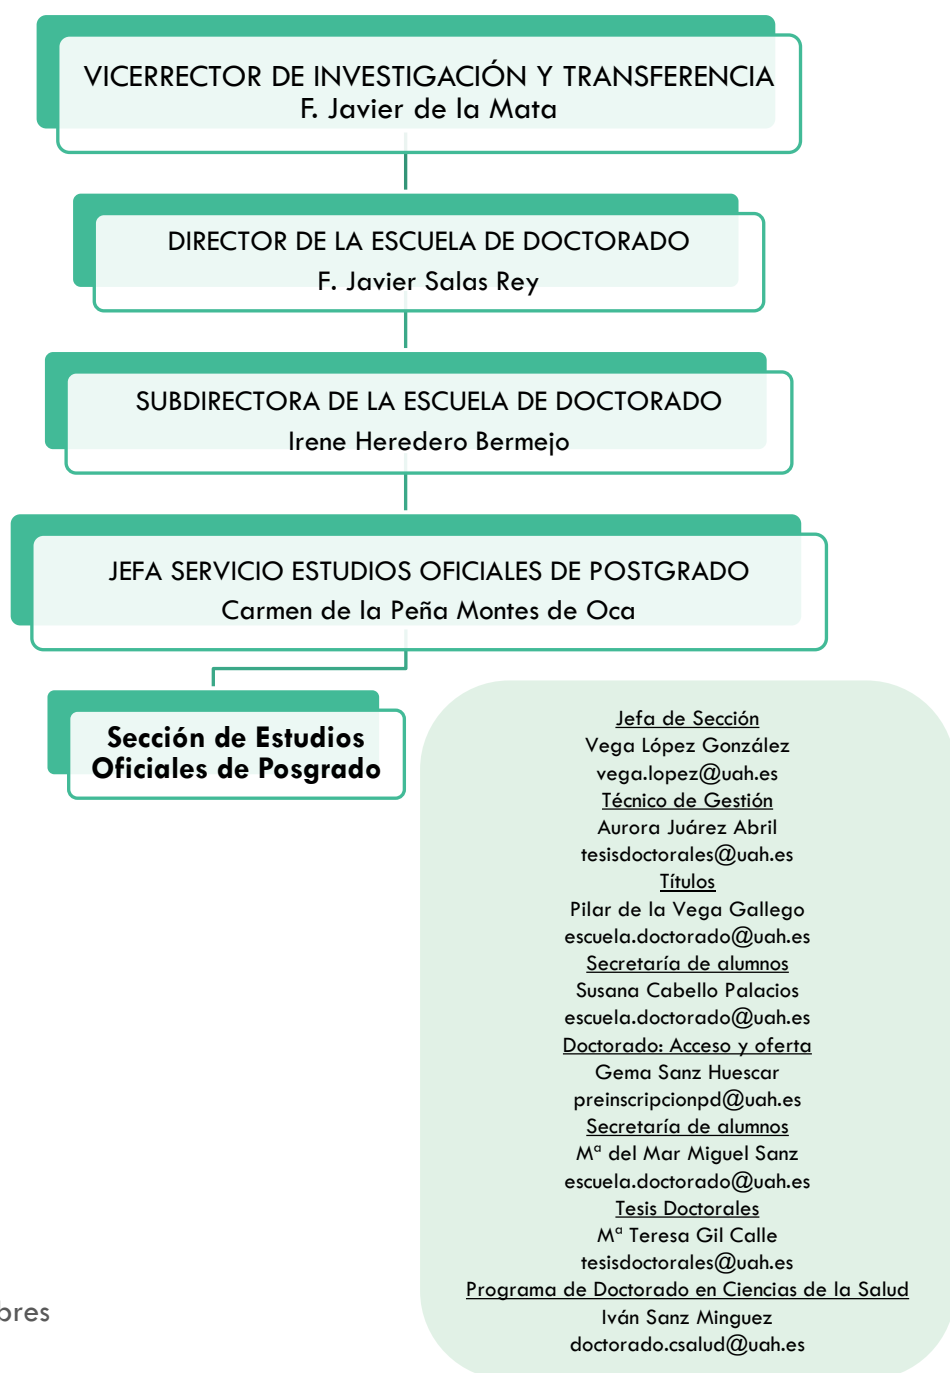 VICERRECTOR DE INVESTIGACIÓN Y TRANSFERENCIA
F. Javier de la Mata
DIRECTOR DE LA ESCUELA DE DOCTORADO
F. Javier Salas Rey
SUBDIRECTORA DE LA ESCUELA DE DOCTORADO
Irene Heredero Bermejo
JEFA SERVICIO ESTUDIOS OFICIALES DE POSTGRADO
Carmen de la Peña Montes de Oca
Sección de Estudios
Oficiales de Posgrado
Jefa de Sección
Vega López González
vega.lopez@uah.es
Técnico de Gestión
Aurora Juárez Abril
tesisdoctorales@uah.es
Títulos
Pilar de la Vega Gallego
escuela.doctorado@uah.es
Secretaría de alumnos
Susana Cabello Palacios
escuela.doctorado@uah.es
Doctorado: Acceso y oferta
Gema Sanz Huescar
preinscripcionpd@uah.es
Secretaría de alumnos
Mª del Mar Miguel Sanz
escuela.doctorado@uah.es
Tesis Doctorales
Mª Teresa Gil Calle
tesisdoctorales@uah.es
Programa de Doctorado en Ciencias de la Salud
Iván Sanz Minguez
doctorado.csalud@uah.es